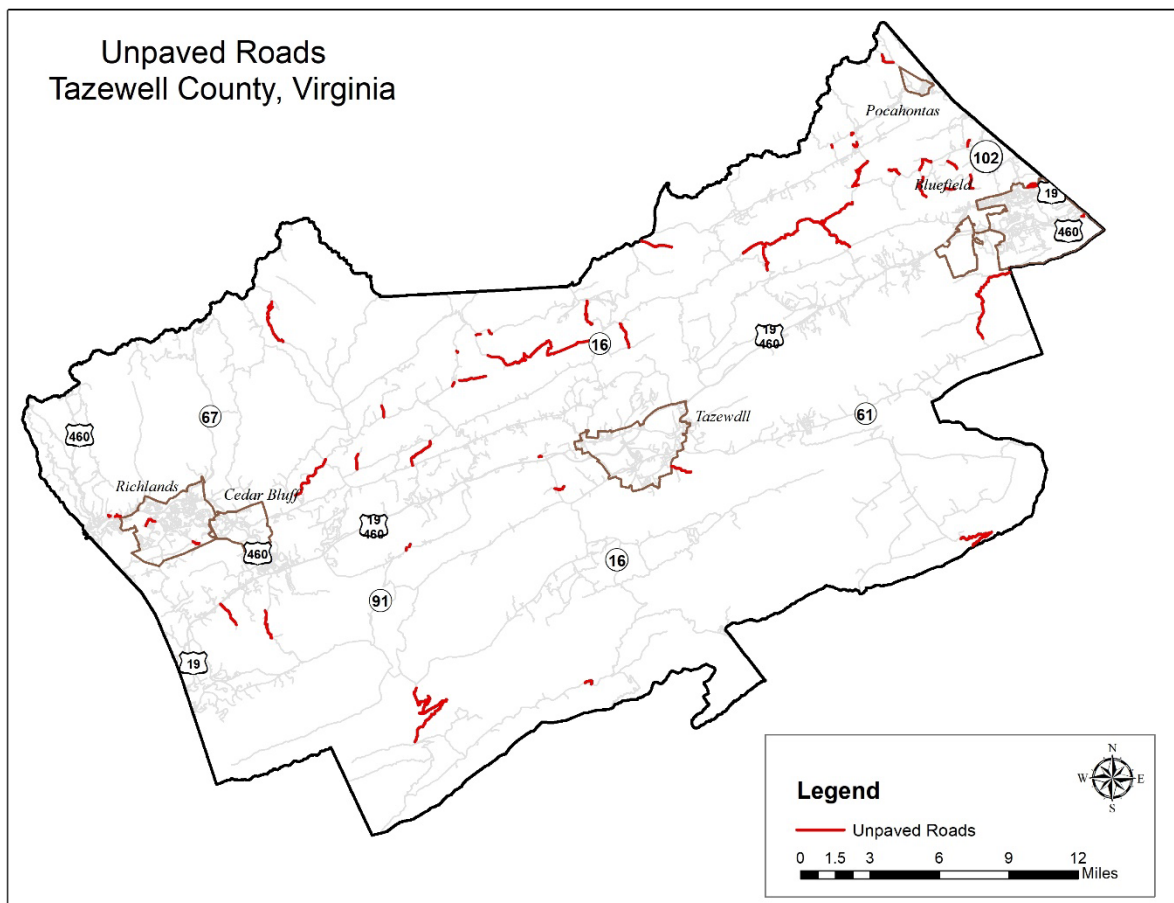 Unpaved Roads
Tazewell County, Virginia
Pocahontas
102
Bluefield
19
460
16
19
460
67
460
Tazewdll
61
Richlands
Cedar Bluff
19
460
460
16
91
19
N
W E
S
Legend
Unpaved Roads
0 1.5 3 6 9 12
Miles